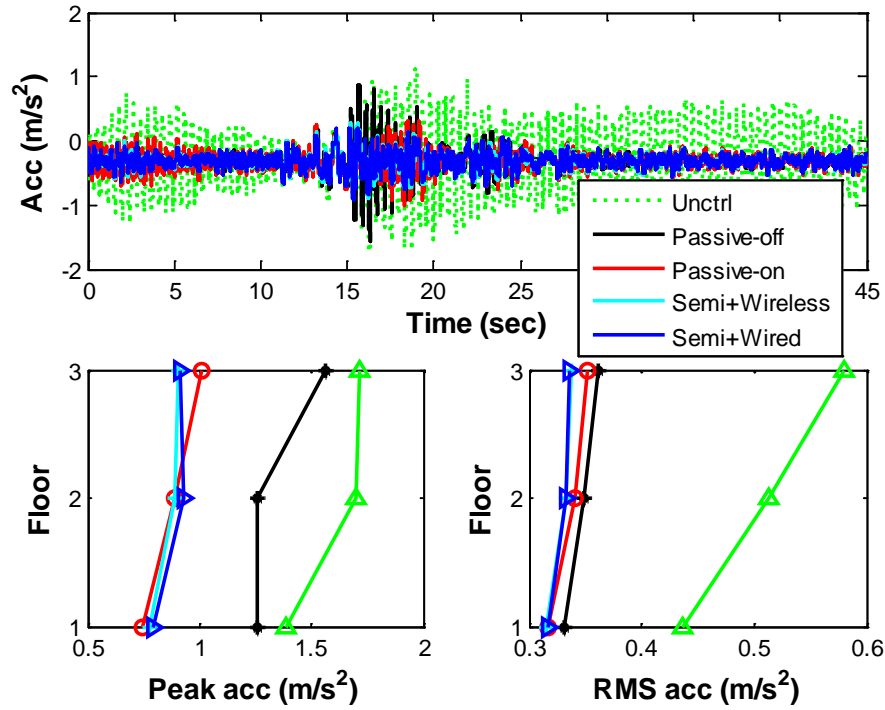 2
1
0
-1
-2
Acc (m/s²)
0
5
10
15
20
25
45
Time (sec)
Unctrl
Passive-off
Passive-on
Semi+Wireless
Semi+Wired
3
2
1
Floor
0.5
1
1.5
2
Peak acc (m/s²)
3
2
1
Floor
0.3
0.4
0.5
0.6
RMS acc (m/s²)